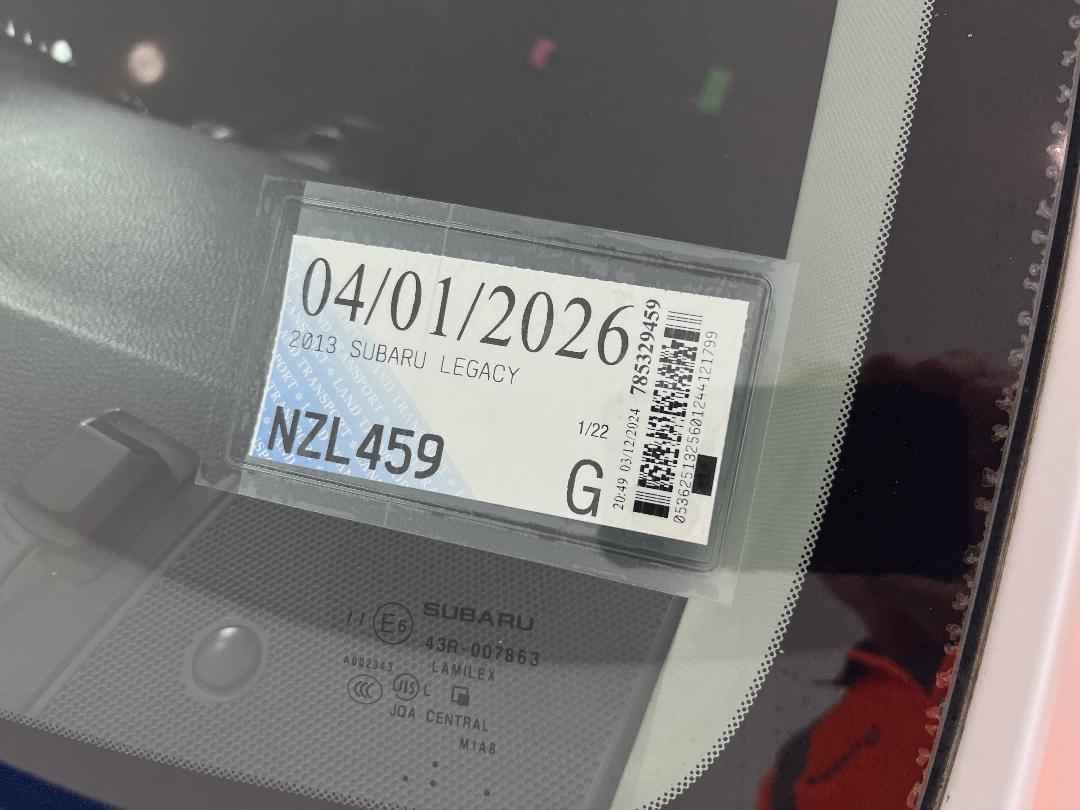 04/01/2026
2013 SUBARU LEGACY
NZL459
1/22
G
20:49 03/12/2024 785329459
SUBARU
E6
43R-007863
LAMILEX
A002343
CCC JIS L
JQA CENTRAL
M1A8